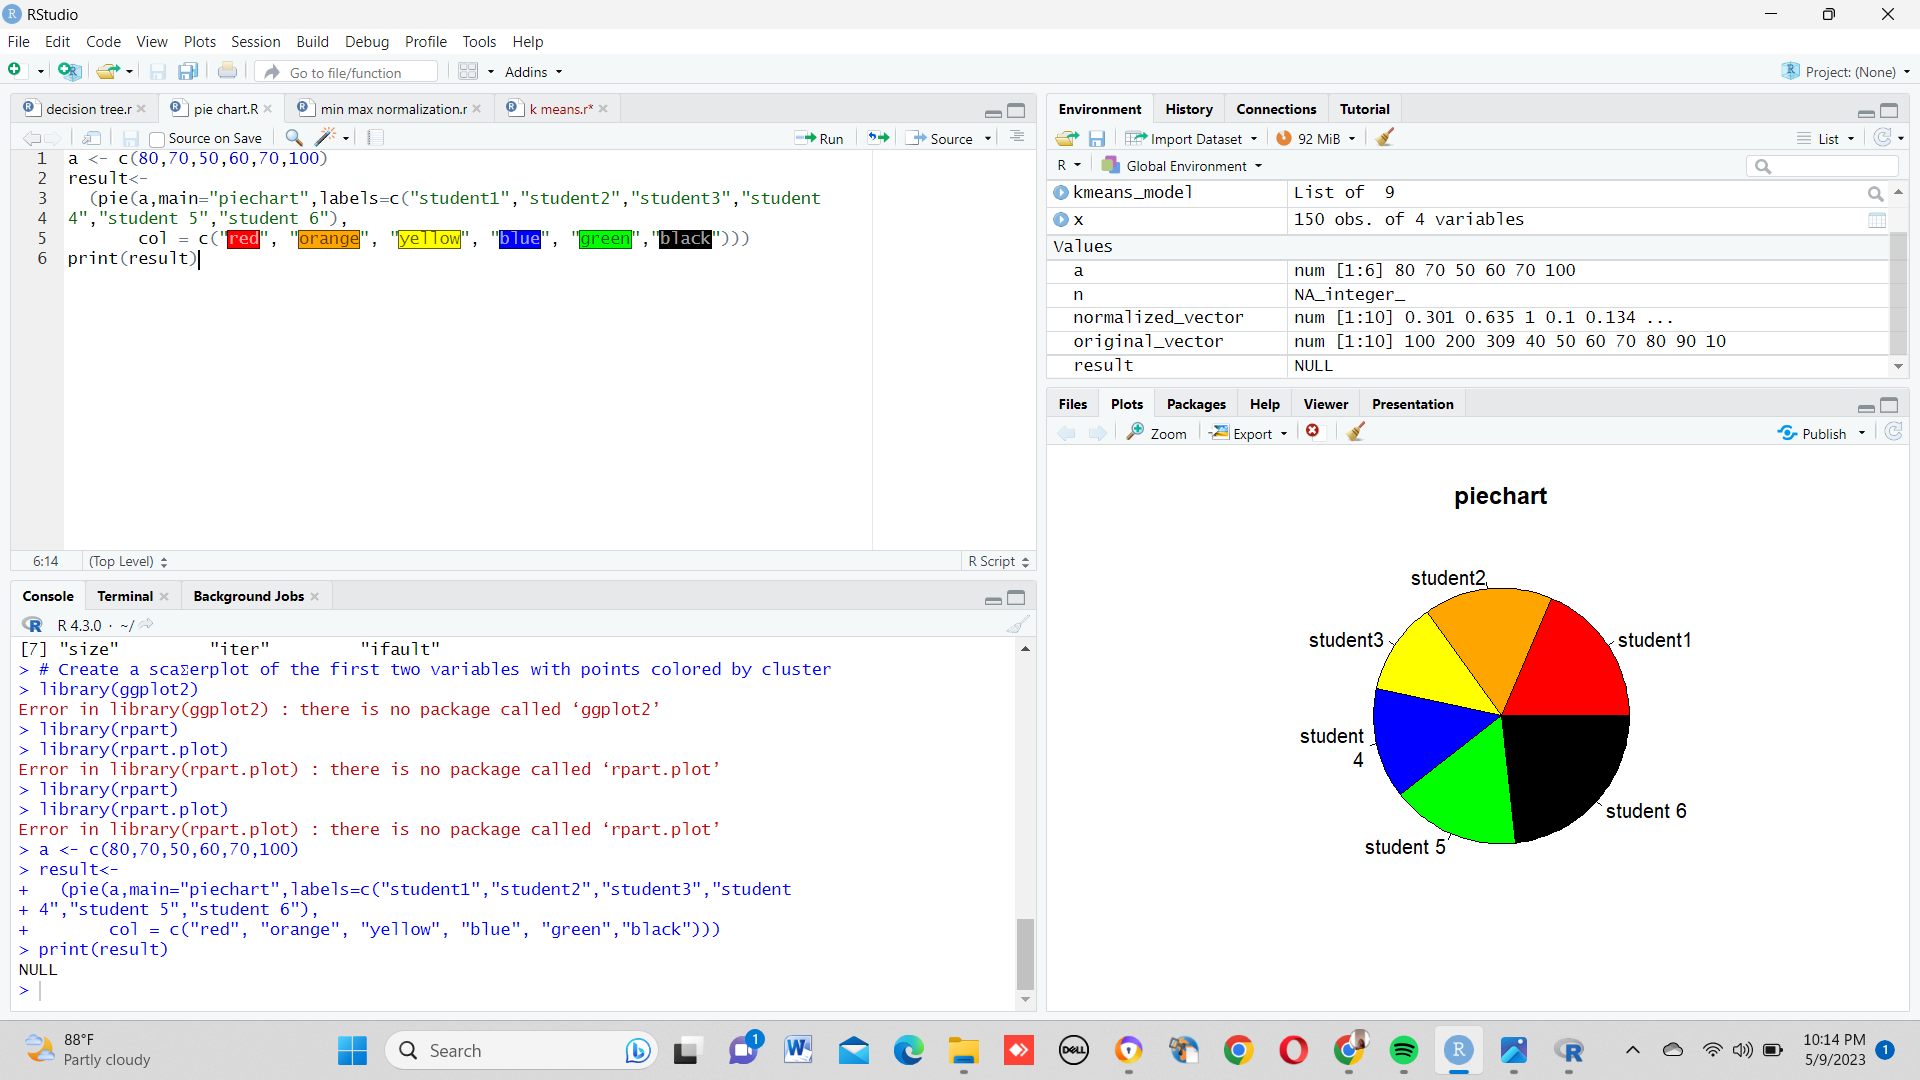 RStudio
File Edit Code View Plots Session Build Debug Profile Tools Help
Go to file/function Addins Project: (None)
decision tree.r pie chart.R min max normalization.r k means.r*
Source on Save Run Source
1 a <- c(80,70,50,60,70,100)
2 result<-
3 (pie(a,main="piechart",labels=c("student1","student2","student3","student
4 4","student 5","student 6"),
5 col = c("red", "orange", "yellow", "blue", "green","black")))
6 print(result)
6:14 (Top Level) R Script
Console Terminal Background Jobs
R 4.3.0 · ~/
[7] "size" "iter" "ifault"
> # Create a scatterplot of the first two variables with points colored by cluster
> library(ggplot2)
Error in library(ggplot2) : there is no package called ‘ggplot2’
> library(rpart)
> library(rpart.plot)
Error in library(rpart.plot) : there is no package called ‘rpart.plot’
> library(rpart)
> library(rpart.plot)
Error in library(rpart.plot) : there is no package called ‘rpart.plot’
> a <- c(80,70,50,60,70,100)
> result<-
+ (pie(a,main="piechart",labels=c("student1","student2","student3","student
+ 4","student 5","student 6"),
+ col = c("red", "orange", "yellow", "blue", "green","black")))
> print(result)
NULL
>
Environment History Connections Tutorial
Import Dataset 92 MiB List
R Global Environment
kmeans_model List of 9
x 150 obs. of 4 variables
Values
a num [1:6] 80 70 50 60 70 100
n NA_integer_
normalized_vector num [1:10] 0.301 0.635 1 0.1 0.134 ...
original_vector num [1:10] 100 200 309 40 50 60 70 80 90 10
result NULL
Files Plots Packages Help Viewer Presentation
Zoom Export Publish
piechart
student2
student3
student1
student
4
student 6
student 5
88°F
Partly cloudy
Search
1
DELL
10:14 PM
5/9/2023
1